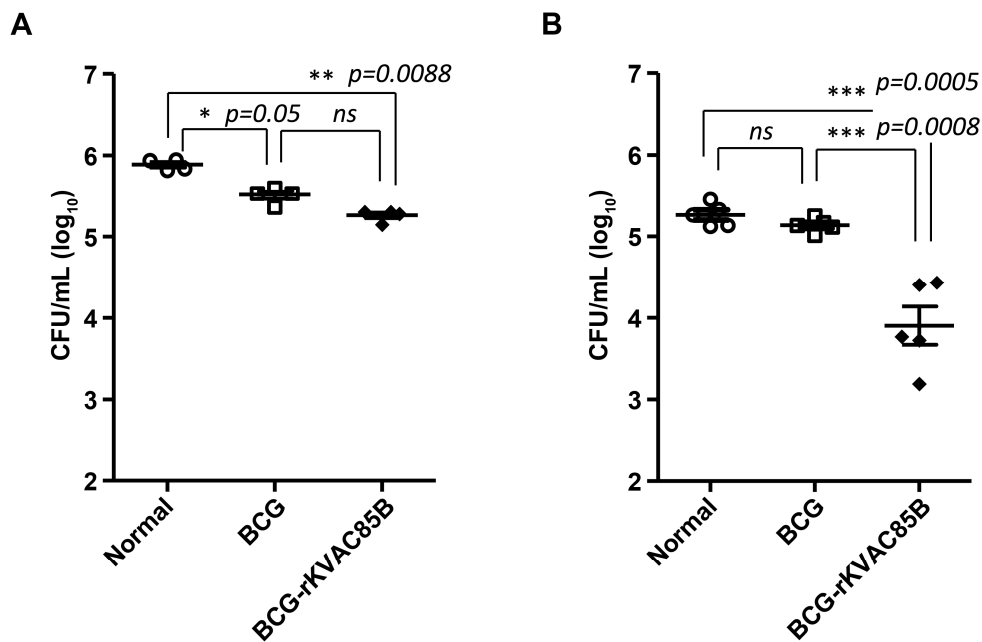 A
CFU/mL (log10)
7
6
5
4
3
2
** p=0.0088
* p=0.05
ns
Normal
BCG
BCG-rKVAC85B
B
CFU/mL (log10)
7
6
5
4
3
2
*** p=0.0005
ns
*** p=0.0008
Normal
BCG
BCG-rKVAC85B